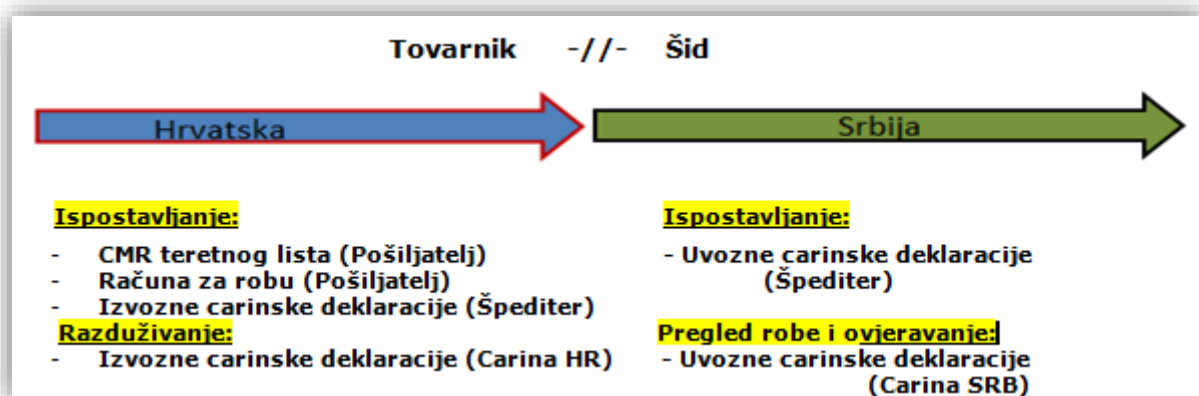 Tovarnik -//- Šid
Hrvatska
Srbija
Ispostavljanje:
- CMR teretnog lista (Pošiljatelj)
- Računa za robu (Pošiljatelj)
- Izvozne carinske deklaracije (Špediter)
Razduživanje:
- Izvozne carinske deklaracije (Carina HR)
Ispostavljanje:
- Uvozne carinske deklaracije
(Špediter)
Pregled robe i ovjeravanje:
- Uvozne carinske deklaracije
(Carina SRB)